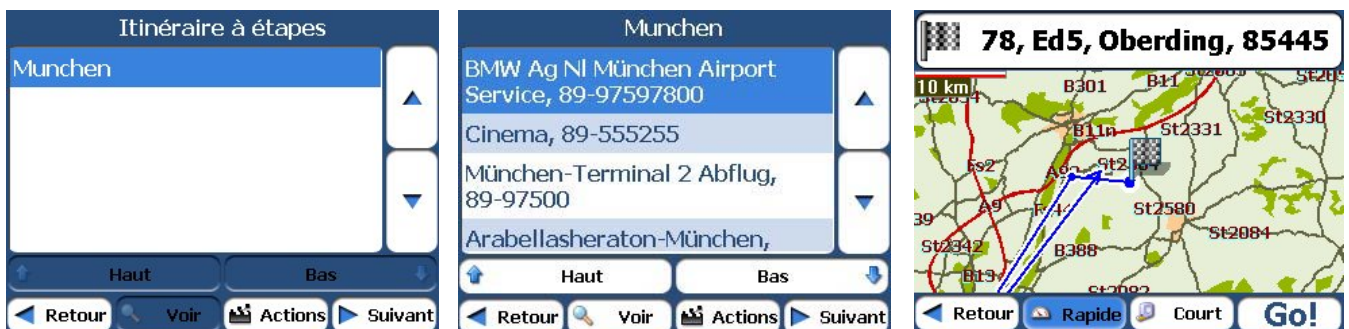 Itinéraire à étapes
Munchen
Haut Bas
Retour Voir Actions Suivant
Munchen
BMW Ag Nl München Airport
Service, 89-97597800
Cinema, 89-555255
München-Terminal 2 Abflug,
89-97500
Arabellasheraton-München,
Haut Bas
Retour Voir Actions Suivant
78, Ed5, Oberding, 85445
10 km
B301
B11
St2330
B11n
St2331
A9
St2580
St2084
St2342
B388
B13
St2082
Retour Rapide Court Go!